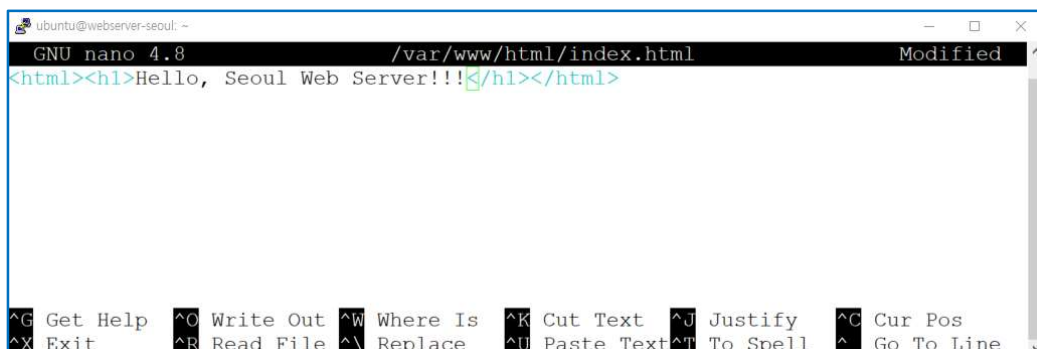 ubuntu@webserver-seoul: ~
GNU nano 4.8 /var/www/html/index.html Modified
<html><h1>Hello, Seoul Web Server!!!</h1></html>
^G Get Help ^O Write Out ^W Where Is ^K Cut Text ^J Justify ^C Cur Pos
^X Exit ^R Read File ^\ Replace ^U Paste Text ^T To Spell ^_ Go To Line